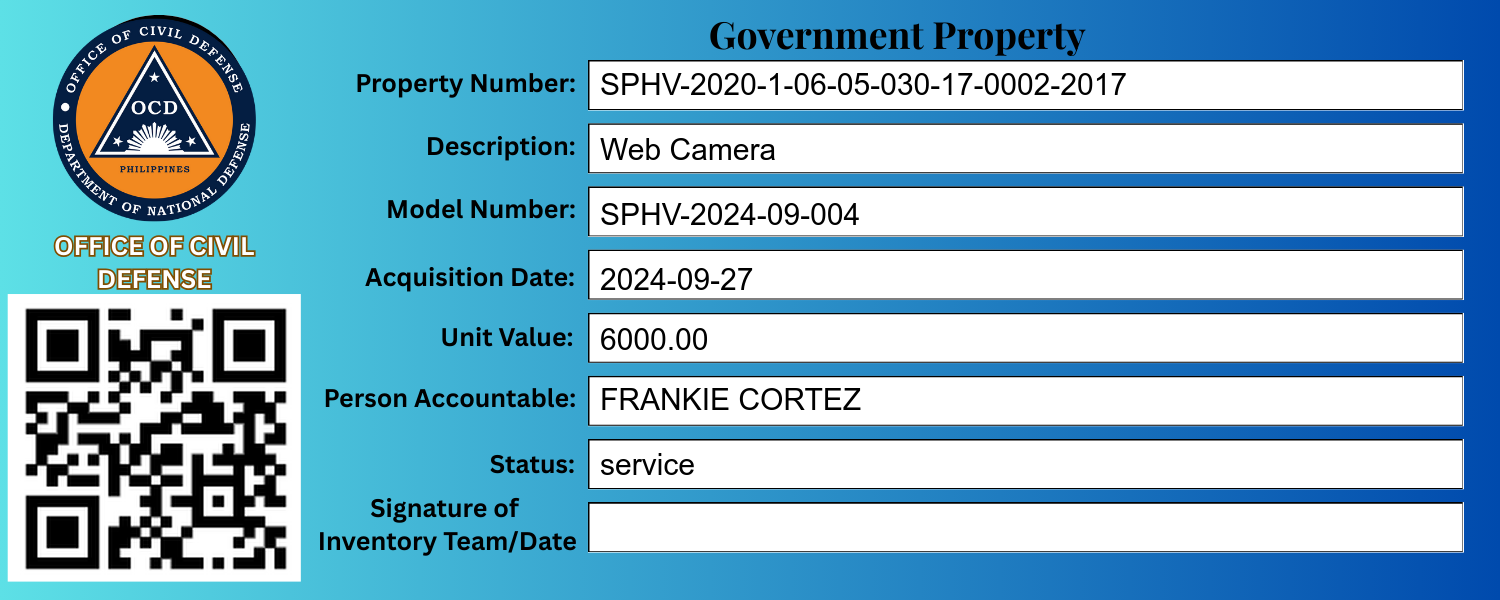 OFFICE OF CIVIL DEFENSE
OCD
PHILIPPINES
DEPARTMENT OF NATIONAL DEFENSE
OFFICE OF CIVIL
DEFENSE
Government Property
Property Number: SPHV-2020-1-06-05-030-17-0002-2017
Description: Web Camera
Model Number: SPHV-2024-09-004
Acquisition Date: 2024-09-27
Unit Value: 6000.00
Person Accountable: FRANKIE CORTEZ
Status: service
Signature of
Inventory Team/Date